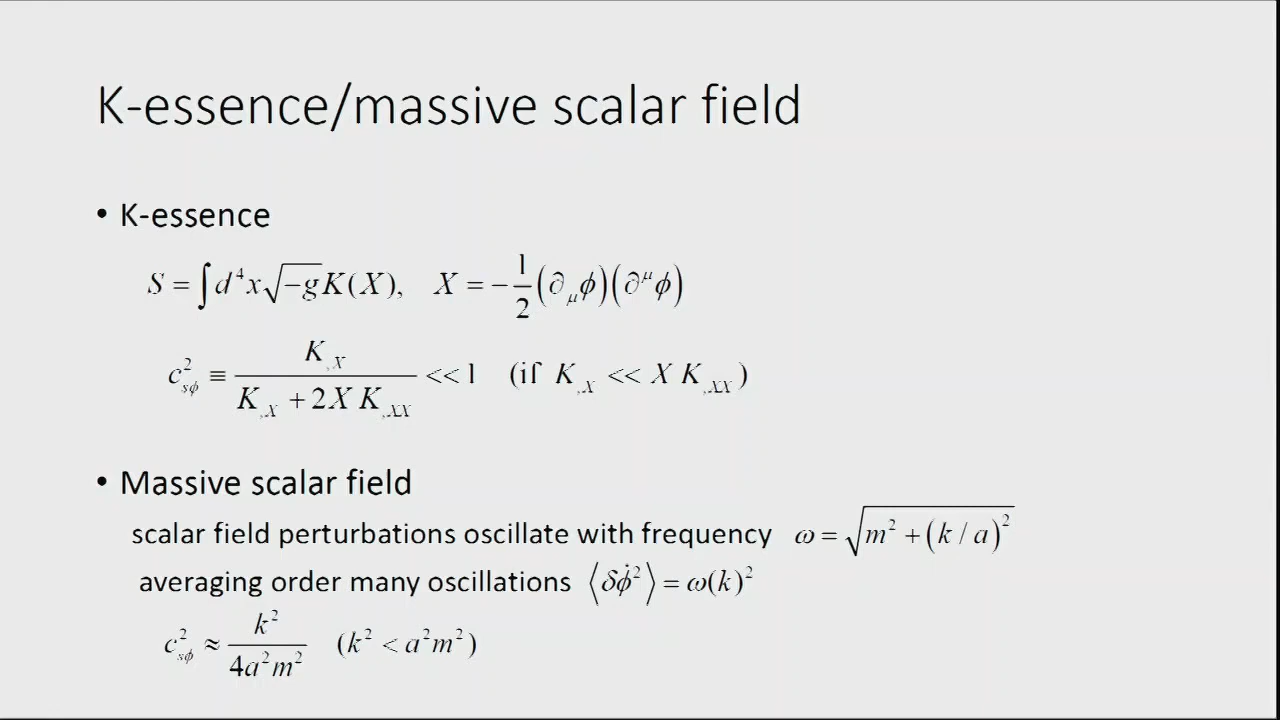 K-essence/massive scalar field
• K-essence
S = ∫ d⁴x √−g K(X), X = −1/2 (∂_μ ϕ)(∂^μ ϕ)
c²_sϕ ≡ K_,X / (K_,X + 2X K_,XX) << 1 (if K_,X << X K_,XX)
• Massive scalar field
scalar field perturbations oscillate with frequency ω = √(m² + (k / a)²)
averaging order many oscillations ⟨δϕ̇²⟩ = ω(k)²
c²_sϕ ≈ k² / 4a²m² (k² < a²m²)